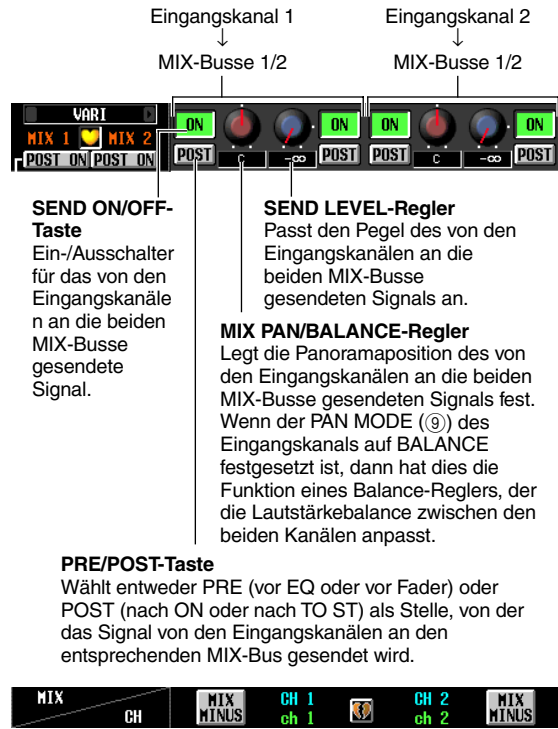 Eingangskanal 1 Eingangskanal 2
↓ ↓
MIX-Busse 1/2 MIX-Busse 1/2
VARI
MIX 1 MIX 2
POST ON POST ON
ON ON ON ON
POST C -∞ POST POST C -∞ POST
SEND ON/OFF-
Taste
Ein-/Ausschalter
für das von den
Eingangskanäle
n an die beiden
MIX-Busse
gesendete
Signal.
SEND LEVEL-Regler
Passt den Pegel des von den
Eingangskanälen an die
beiden MIX-Busse
gesendeten Signals an.
MIX PAN/BALANCE-Regler
Legt die Panoramaposition des von
den Eingangskanälen an die beiden
MIX-Busse gesendeten Signals fest.
Wenn der PAN MODE (⑨) des
Eingangskanals auf BALANCE
festgesetzt ist, dann hat dies die
Funktion eines Balance-Reglers, der
die Lautstärkebalance zwischen den
beiden Kanälen anpasst.
PRE/POST-Taste
Wählt entweder PRE (vor EQ oder vor Fader) oder
POST (nach ON oder nach TO ST) als Stelle, von der
das Signal von den Eingangskanälen an den
entsprechenden MIX-Bus gesendet wird.
MIX CH
MIX MINUS
CH 1 CH 2
ch 1 ch 2
MIX MINUS